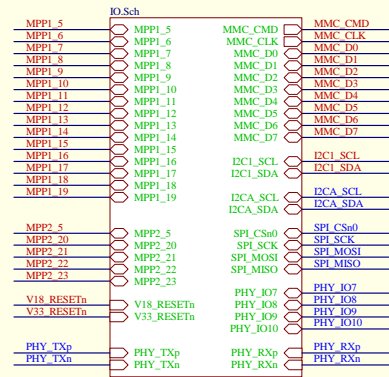 IO.Sch
MPP1_5 MPP1_5 MMC_CMD MMC_CMD
MPP1_6 MPP1_6 MMC_CLK MMC_CLK
MPP1_7 MPP1_7 MMC_D0 MMC_D0
MPP1_8 MPP1_8 MMC_D1 MMC_D1
MPP1_9 MPP1_9 MMC_D2 MMC_D2
MPP1_10 MPP1_10 MMC_D3 MMC_D3
MPP1_11 MPP1_11 MMC_D4 MMC_D4
MPP1_12 MPP1_12 MMC_D5 MMC_D5
MPP1_13 MPP1_13 MMC_D6 MMC_D6
MPP1_14 MPP1_14 MMC_D7 MMC_D7
MPP1_15 MPP1_15
MPP1_16 MPP1_16 I2C1_SCL I2C1_SCL
MPP1_17 MPP1_17 I2C1_SDA I2C1_SDA
MPP1_18 MPP1_18
MPP1_19 MPP1_19 I2CA_SCL I2CA_SCL
I2CA_SDA I2CA_SDA
MPP2_5 MPP2_5 SPI_CSn0 SPI_CSn0
MPP2_20 MPP2_20 SPI_SCK SPI_SCK
MPP2_21 MPP2_21 SPI_MOSI SPI_MOSI
MPP2_22 MPP2_22 SPI_MISO SPI_MISO
MPP2_23 MPP2_23
PHY_IO7 PHY_IO7
V18_RESETn V18_RESETn PHY_IO8 PHY_IO8
V33_RESETn V33_RESETn PHY_IO9 PHY_IO9
PHY_IO10 PHY_IO10
PHY_TXp PHY_TXp PHY_RXp PHY_RXp
PHY_TXn PHY_TXn PHY_RXn PHY_RXn